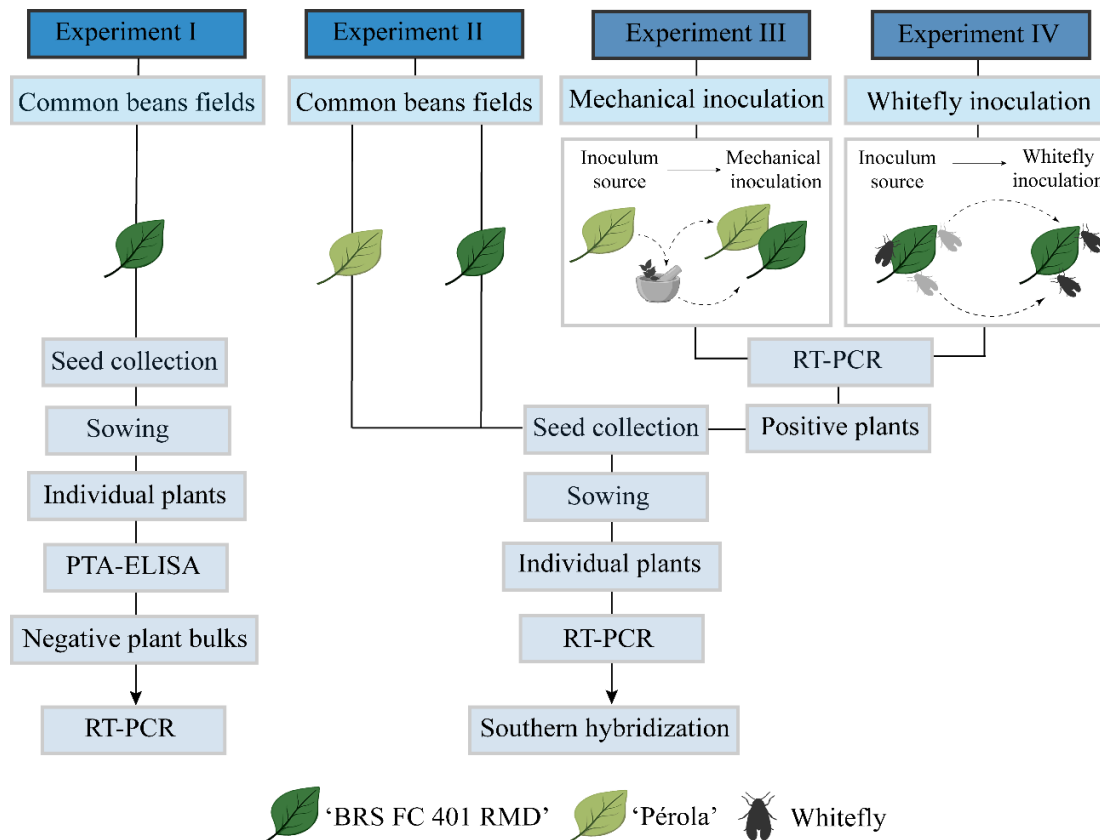 Experiment I
Experiment II
Experiment III
Experiment IV
Common beans fields
Common beans fields
Mechanical inoculation
Whitefly inoculation
Inoculum
source
Mechanical
inoculation
Inoculum
source
Whitefly
inoculation
Seed collection
Sowing
Individual plants
PTA-ELISA
Negative plant bulks
RT-PCR
RT-PCR
Positive plants
Seed collection
Sowing
Individual plants
RT-PCR
Southern hybridization
‘BRS FC 401 RMD’
‘Pérola’
Whitefly